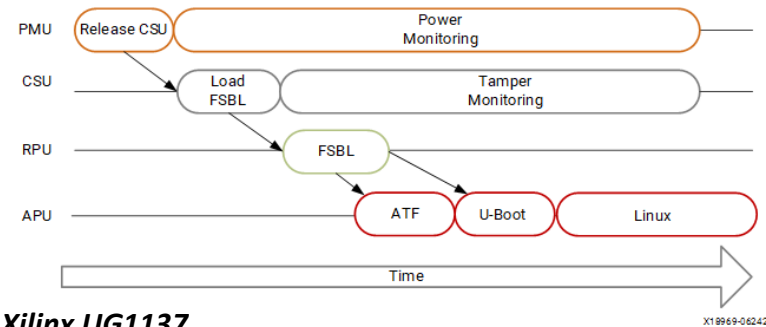 PMU
Release CSU
Power
Monitoring
CSU
Load
FSBL
Tamper
Monitoring
RPU
FSBL
APU
ATF
U-Boot
Linux
Time
Xilinx UG1137
X18969-06242